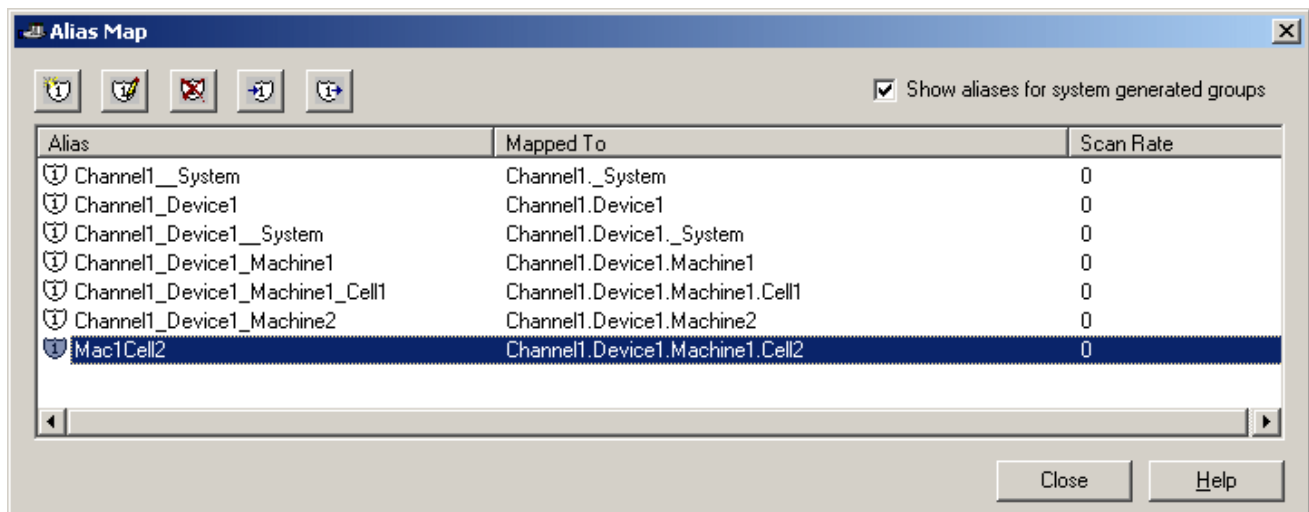 Alias Map
Show aliases for system generated groups
Alias Mapped To Scan Rate
Channel1__System Channel1._System 0
Channel1_Device1 Channel1.Device1 0
Channel1_Device1__System Channel1.Device1._System 0
Channel1_Device1_Machine1 Channel1.Device1.Machine1 0
Channel1_Device1_Machine1_Cell1 Channel1.Device1.Machine1.Cell1 0
Channel1_Device1_Machine2 Channel1.Device1.Machine2 0
Mac1Cell2 Channel1.Device1.Machine1.Cell2 0
Close Help